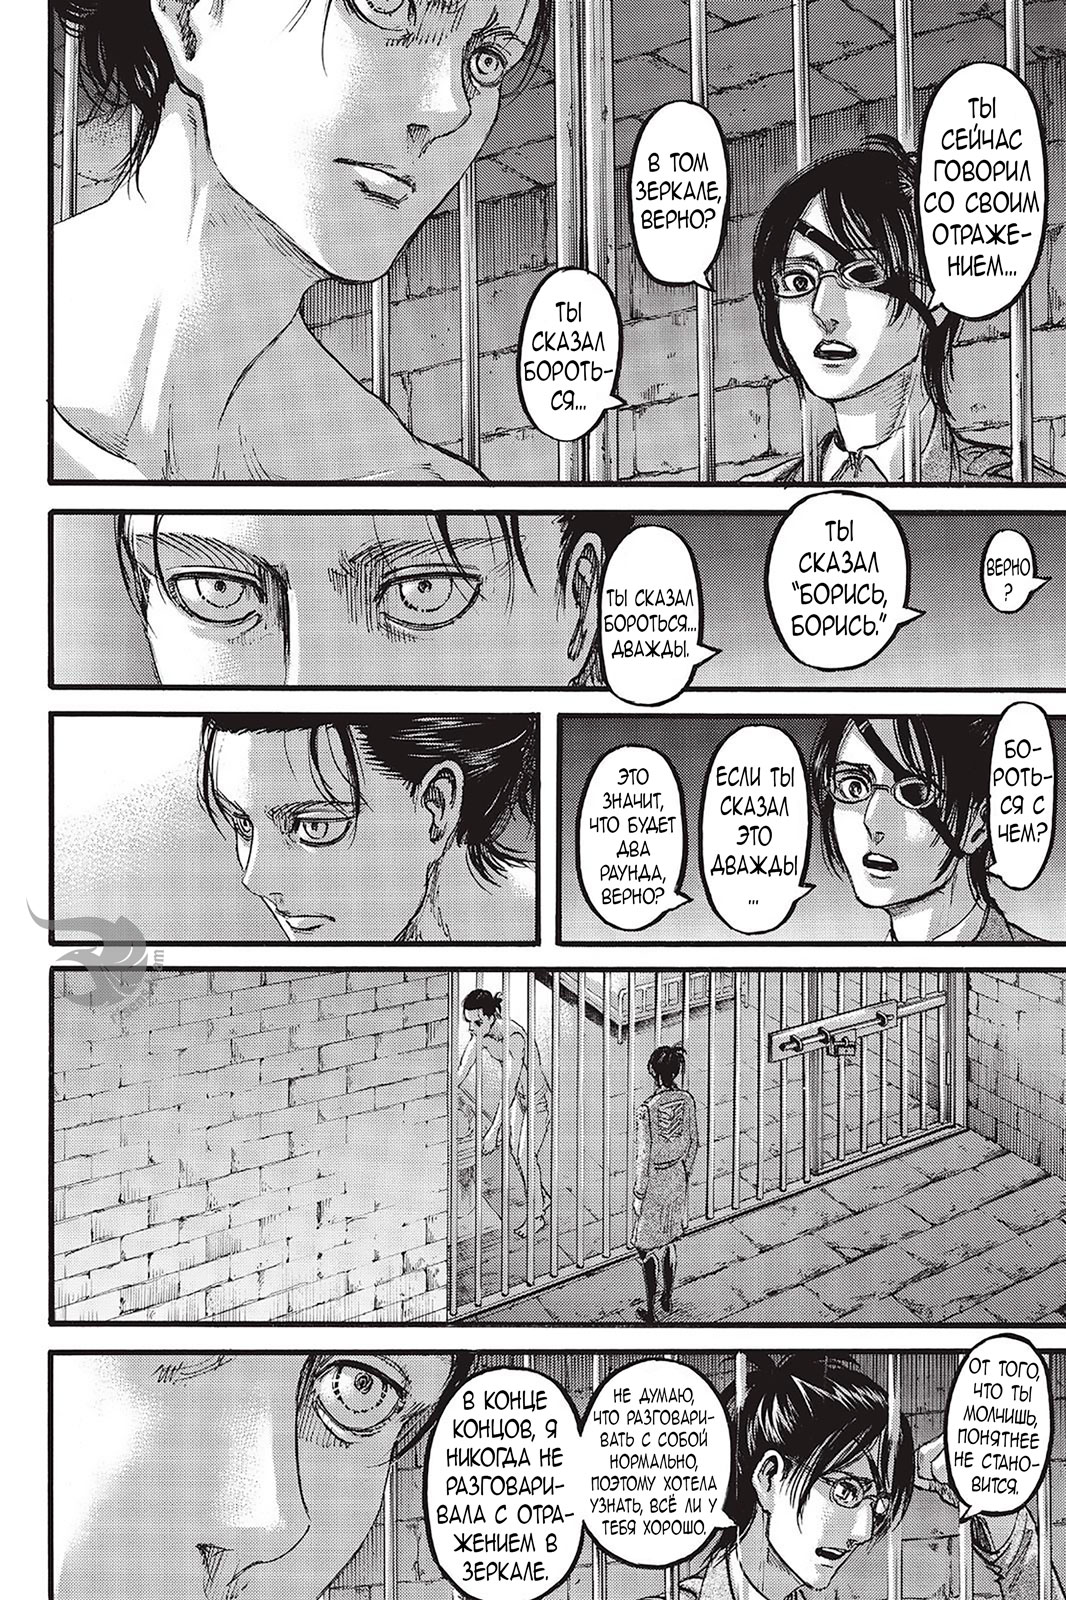 ТЫ
СЕЙЧАС
ГОВОРИЛ
СО СВОИМ
ОТРАЖЕ-
НИЕМ...
В ТОМ
ЗЕРКАЛЕ,
ВЕРНО?
ТЫ
СКАЗАЛ
БОРОТЬ-
СЯ...
ВЕРНО
?
ТЫ
СКАЗАЛ
"БОРИСЬ,
БОРИСЬ."
ТЫ СКАЗАЛ
БОРОТЬСЯ...
ДВАЖДЫ.
БО-
РОТЬ-
СЯ С
ЧЕМ?
ЕСЛИ ТЫ
СКАЗАЛ
ЭТО
ДВАЖДЫ
...
ЭТО
ЗНАЧИТ,
ЧТО БУДЕТ
ДВА
РАУНДА,
ВЕРНО?
ОТ ТОГО,
ЧТО ТЫ
МОЛЧИШЬ,
ПОНЯТНЕЕ
НЕ СТАНО-
ВИТСЯ.
НЕ ДУМАЮ,
ЧТО РАЗГОВАРИ-
ВАТЬ С СОБОЙ
НОРМАЛЬНО,
ПОЭТОМУ ХОТЕЛА
УЗНАТЬ, ВСЁ ЛИ У
ТЕБЯ ХОРОШО.
В КОНЦЕ
КОНЦОВ, Я
НИКОГДА НЕ
РАЗГОВАРИ-
ВАЛА С ОТРА-
ЖЕНИЕМ В
ЗЕРКАЛЕ.